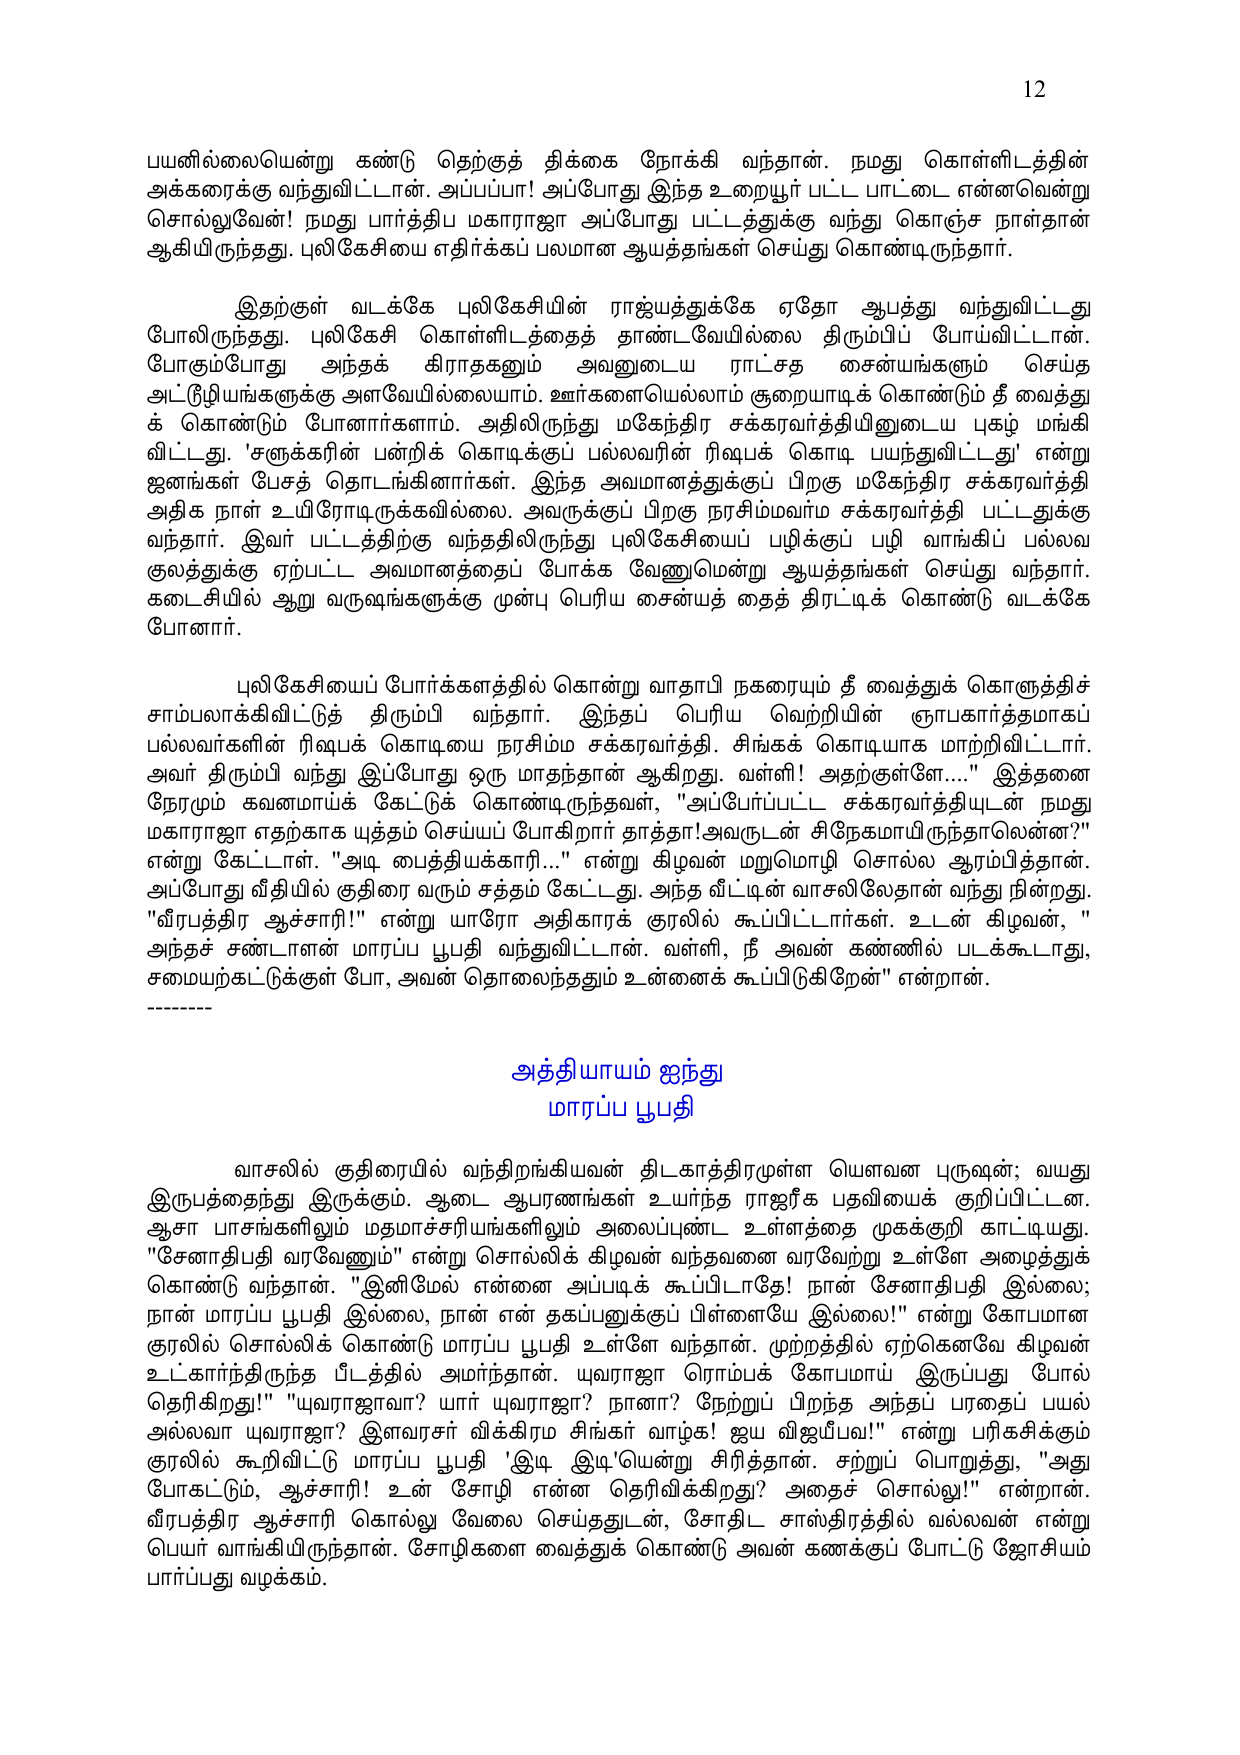 12
பயனில்லையென்று கண்டு தெற்குத் திக்கை நோக்கி வந்தான். நமது கொள்ளிடத்தின்
அக்கரைக்கு வந்துவிட்டான். அப்பப்பா! அப்போது இந்த உறையூர் பட்ட பாட்டை என்னவென்று
சொல்லுவேன்! நமது பார்த்திப மகாராஜா அப்போது பட்டத்துக்கு வந்து கொஞ்ச நாள்தான்
ஆகியிருந்தது. புலிகேசியை எதிர்க்கப் பலமான ஆயத்தங்கள் செய்து கொண்டிருந்தார்.
இதற்குள் வடக்கே புலிகேசியின் ராஜ்யத்துக்கே ஏதோ ஆபத்து வந்துவிட்டது
போலிருந்தது. புலிகேசி கொள்ளிடத்தைத் தாண்டவேயில்லை திரும்பிப் போய்விட்டான்.
போகும்போது அந்தக் கிராதகனும் அவனுடைய ராட்சத சைன்யங்களும் செய்த
அட்டூழியங்களுக்கு அளவேயில்லையாம். ஊர்களையெல்லாம் சூறையாடிக் கொண்டும் தீ வைத்து
க் கொண்டும் போனார்களாம். அதிலிருந்து மகேந்திர சக்கரவர்த்தியினுடைய புகழ் மங்கி
விட்டது. 'சளுக்கரின் பன்றிக் கொடிக்குப் பல்லவரின் ரிஷபக் கொடி பயந்துவிட்டது' என்று
ஜனங்கள் பேசத் தொடங்கினார்கள். இந்த அவமானத்துக்குப் பிறகு மகேந்திர சக்கரவர்த்தி
அதிக நாள் உயிரோடிருக்கவில்லை. அவருக்குப் பிறகு நரசிம்மவர்ம சக்கரவர்த்தி பட்டதுக்கு
வந்தார். இவர் பட்டத்திற்கு வந்ததிலிருந்து புலிகேசியைப் பழிக்குப் பழி வாங்கிப் பல்லவ
குலத்துக்கு ஏற்பட்ட அவமானத்தைப் போக்க வேணுமென்று ஆயத்தங்கள் செய்து வந்தார்.
கடைசியில் ஆறு வருஷங்களுக்கு முன்பு பெரிய சைன்யத் தைத் திரட்டிக் கொண்டு வடக்கே
போனார்.
புலிகேசியைப் போர்க்களத்தில் கொன்று வாதாபி நகரையும் தீ வைத்துக் கொளுத்திச்
சாம்பலாக்கிவிட்டுத் திரும்பி வந்தார். இந்தப் பெரிய வெற்றியின் ஞாபகார்த்தமாகப்
பல்லவர்களின் ரிஷபக் கொடியை நரசிம்ம சக்கரவர்த்தி. சிங்கக் கொடியாக மாற்றிவிட்டார்.
அவர் திரும்பி வந்து இப்போது ஒரு மாதந்தான் ஆகிறது. வள்ளி! அதற்குள்ளே...." இத்தனை
நேரமும் கவனமாய்க் கேட்டுக் கொண்டிருந்தவள், "அப்பேர்ப்பட்ட சக்கரவர்த்தியுடன் நமது
மகாராஜா எதற்காக யுத்தம் செய்யப் போகிறார் தாத்தா!அவருடன் சிநேகமாயிருந்தாலென்ன?"
என்று கேட்டாள். "அடி பைத்தியக்காரி..." என்று கிழவன் மறுமொழி சொல்ல ஆரம்பித்தான்.
அப்போது வீதியில் குதிரை வரும் சத்தம் கேட்டது. அந்த வீட்டின் வாசலிலேதான் வந்து நின்றது.
"வீரபத்திர ஆச்சாரி!" என்று யாரோ அதிகாரக் குரலில் கூப்பிட்டார்கள். உடன் கிழவன், "
அந்தச் சண்டாளன் மாரப்ப பூபதி வந்துவிட்டான். வள்ளி, நீ அவன் கண்ணில் படக்கூடாது,
சமையற்கட்டுக்குள் போ, அவன் தொலைந்ததும் உன்னைக் கூப்பிடுகிறேன்" என்றான்.
--------
அத்தியாயம் ஐந்து
மாரப்ப பூபதி
வாசலில் குதிரையில் வந்திறங்கியவன் திடகாத்திரமுள்ள யௌவன புருஷன்; வயது
இருபத்தைந்து இருக்கும். ஆடை ஆபரணங்கள் உயர்ந்த ராஜரீக பதவியைக் குறிப்பிட்டன.
ஆசா பாசங்களிலும் மதமாச்சரியங்களிலும் அலைப்புண்ட உள்ளத்தை முகக்குறி காட்டியது.
"சேனாதிபதி வரவேணும்" என்று சொல்லிக் கிழவன் வந்தவனை வரவேற்று உள்ளே அழைத்துக்
கொண்டு வந்தான். "இனிமேல் என்னை அப்படிக் கூப்பிடாதே! நான் சேனாதிபதி இல்லை;
நான் மாரப்ப பூபதி இல்லை, நான் என் தகப்பனுக்குப் பிள்ளையே இல்லை!" என்று கோபமான
குரலில் சொல்லிக் கொண்டு மாரப்ப பூபதி உள்ளே வந்தான். முற்றத்தில் ஏற்கெனவே கிழவன்
உட்கார்ந்திருந்த பீடத்தில் அமர்ந்தான். யுவராஜா ரொம்பக் கோபமாய் இருப்பது போல்
தெரிகிறது!" "யுவராஜாவா? யார் யுவராஜா? நானா? நேற்றுப் பிறந்த அந்தப் பரதைப் பயல்
அல்லவா யுவராஜா? இளவரசர் விக்கிரம சிங்கர் வாழ்க! ஜய விஜயீபவ!" என்று பரிகசிக்கும்
குரலில் கூறிவிட்டு மாரப்ப பூபதி 'இடி இடி'யென்று சிரித்தான். சற்றுப் பொறுத்து, "அது
போகட்டும், ஆச்சாரி! உன் சோழி என்ன தெரிவிக்கிறது? அதைச் சொல்லு!" என்றான்.
வீரபத்திர ஆச்சாரி கொல்லு வேலை செய்ததுடன், சோதிட சாஸ்திரத்தில் வல்லவன் என்று
பெயர் வாங்கியிருந்தான். சோழிகளை வைத்துக் கொண்டு அவன் கணக்குப் போட்டு ஜோசியம்
பார்ப்பது வழக்கம்.